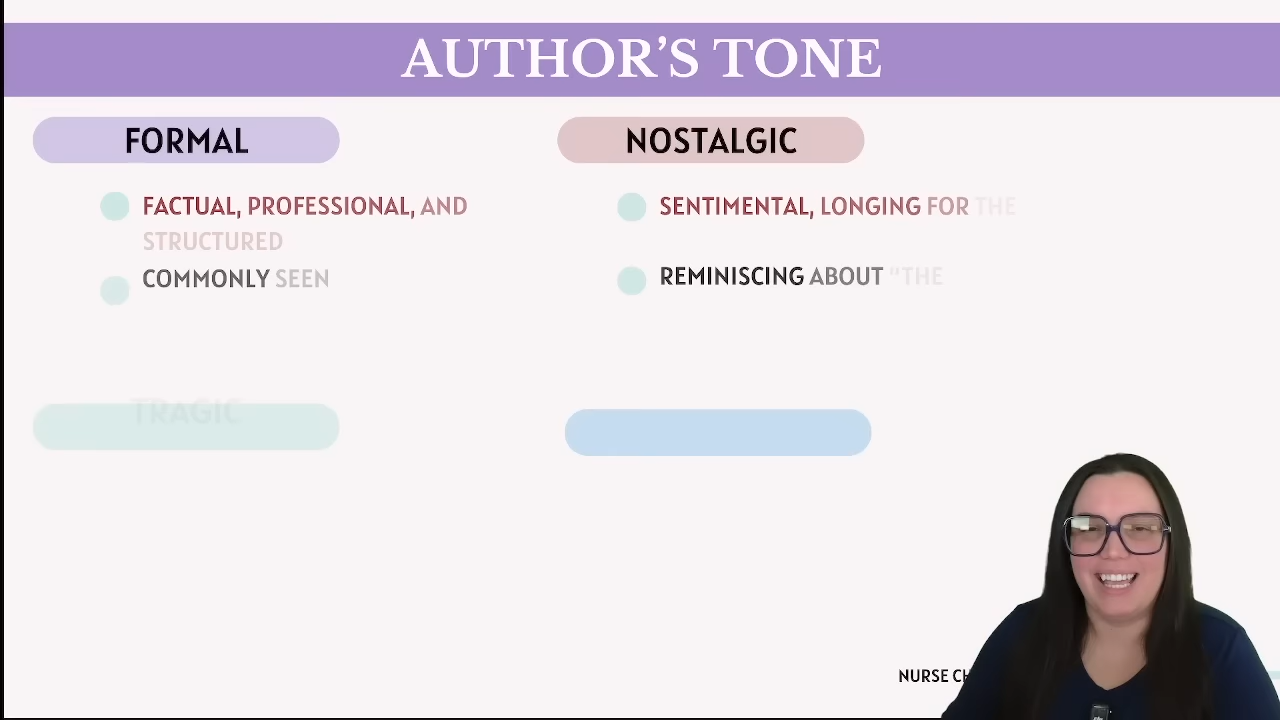 AUTHOR'S TONE
FORMAL
FACTUAL, PROFESSIONAL, AND
STRUCTURED
COMMONLY SEEN
NOSTALGIC
SENTIMENTAL, LONGING FOR THE
REMINISCING ABOUT "THE
TRAGIC
NURSE